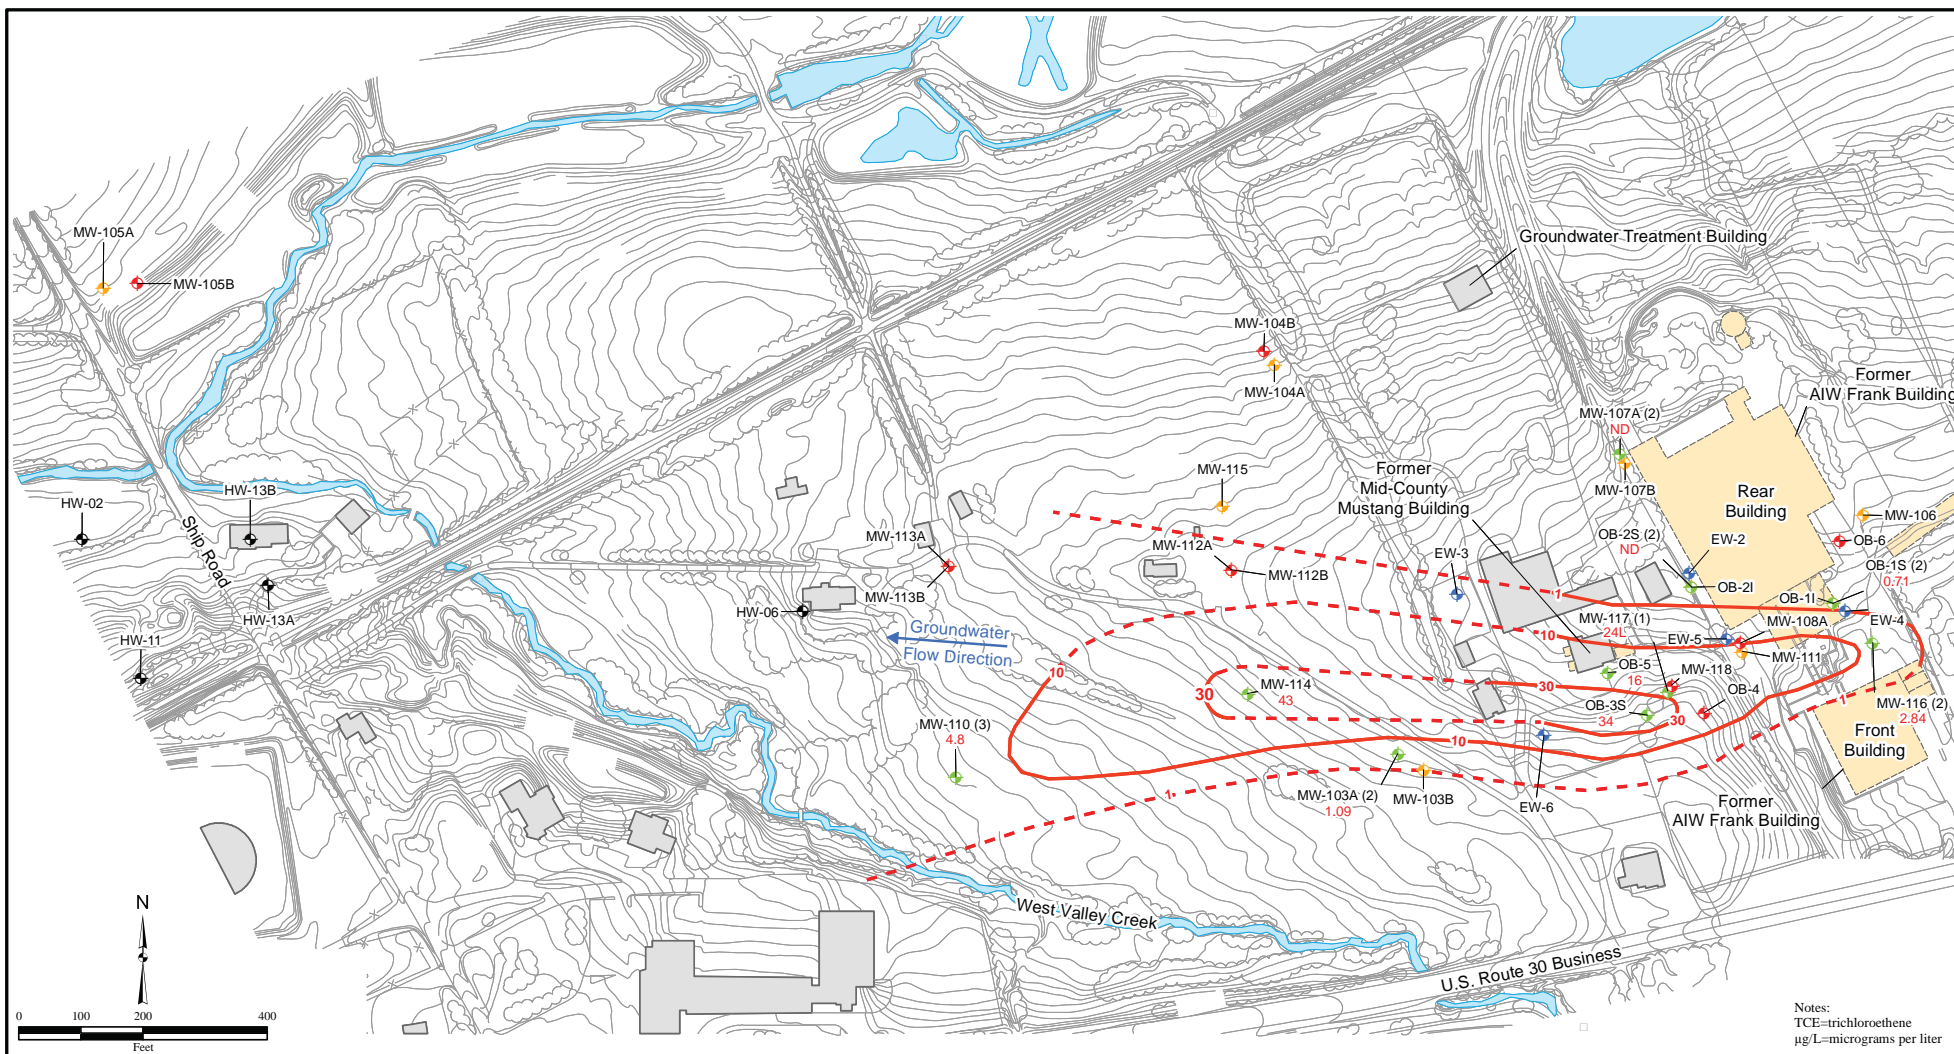 MW-105A
MW-105B
Groundwater Treatment Building
MW-104B
MW-104A
Former
AIW Frank Building
MW-107A (2)
ND
MW-107B
Former
Mid-County
Mustang Building
MW-115
Rear
Building
MW-106
OB-6
OB-2S (2)
ND
EW-2
OB-2I
OB-1S (2)
0.71
OB-1I
EW-4
HW-02
HW-13B
Ship Road
HW-13A
HW-11
MW-113A
MW-113B
HW-06
MW-112A
MW-112B
EW-3
1
10
MW-117 (1)
24L
EW-5
MW-108A
MW-111
MW-118
OB-4
OB-5
16
OB-3S
34
30
30
Groundwater
Flow Direction
10
30
MW-114
43
MW-110 (3)
4.8
10
1
1
MW-116 (2)
2.84
Front
Building
MW-103A (2)
1.09
MW-103B
EW-6
Former
AIW Frank Building
West Valley Creek
U.S. Route 30 Business
N
0 100 200 400
Feet
Notes:
TCE=trichloroethene
µg/L=micrograms per liter